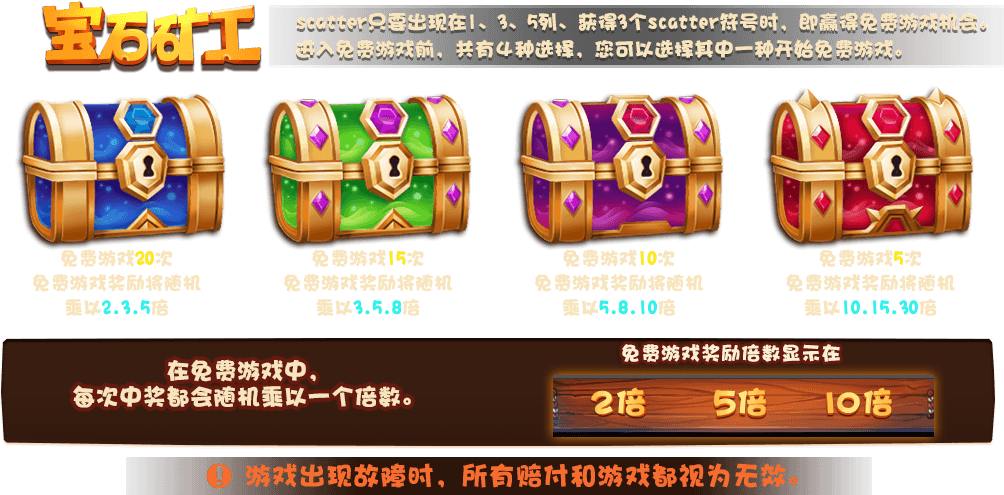 宝石矿工
scatter只要出现在1、3、5列、获得3个scatter符号时，即赢得免费游戏机会。
进入免费游戏前，共有4种选择，您可以选择其中一种开始免费游戏。
免费游戏20次
免费游戏奖励将随机
乘以2.3.5倍
免费游戏15次
免费游戏奖励将随机
乘以3.5.8倍
免费游戏10次
免费游戏奖励将随机
乘以5.8.10倍
免费游戏5次
免费游戏奖励将随机
乘以10.15.30倍
在免费游戏中，
每次中奖都会随机乘以一个倍数。
免费游戏奖励倍数显示在
2倍 5倍 10倍
游戏出现故障时，所有赔付和游戏都视为无效。